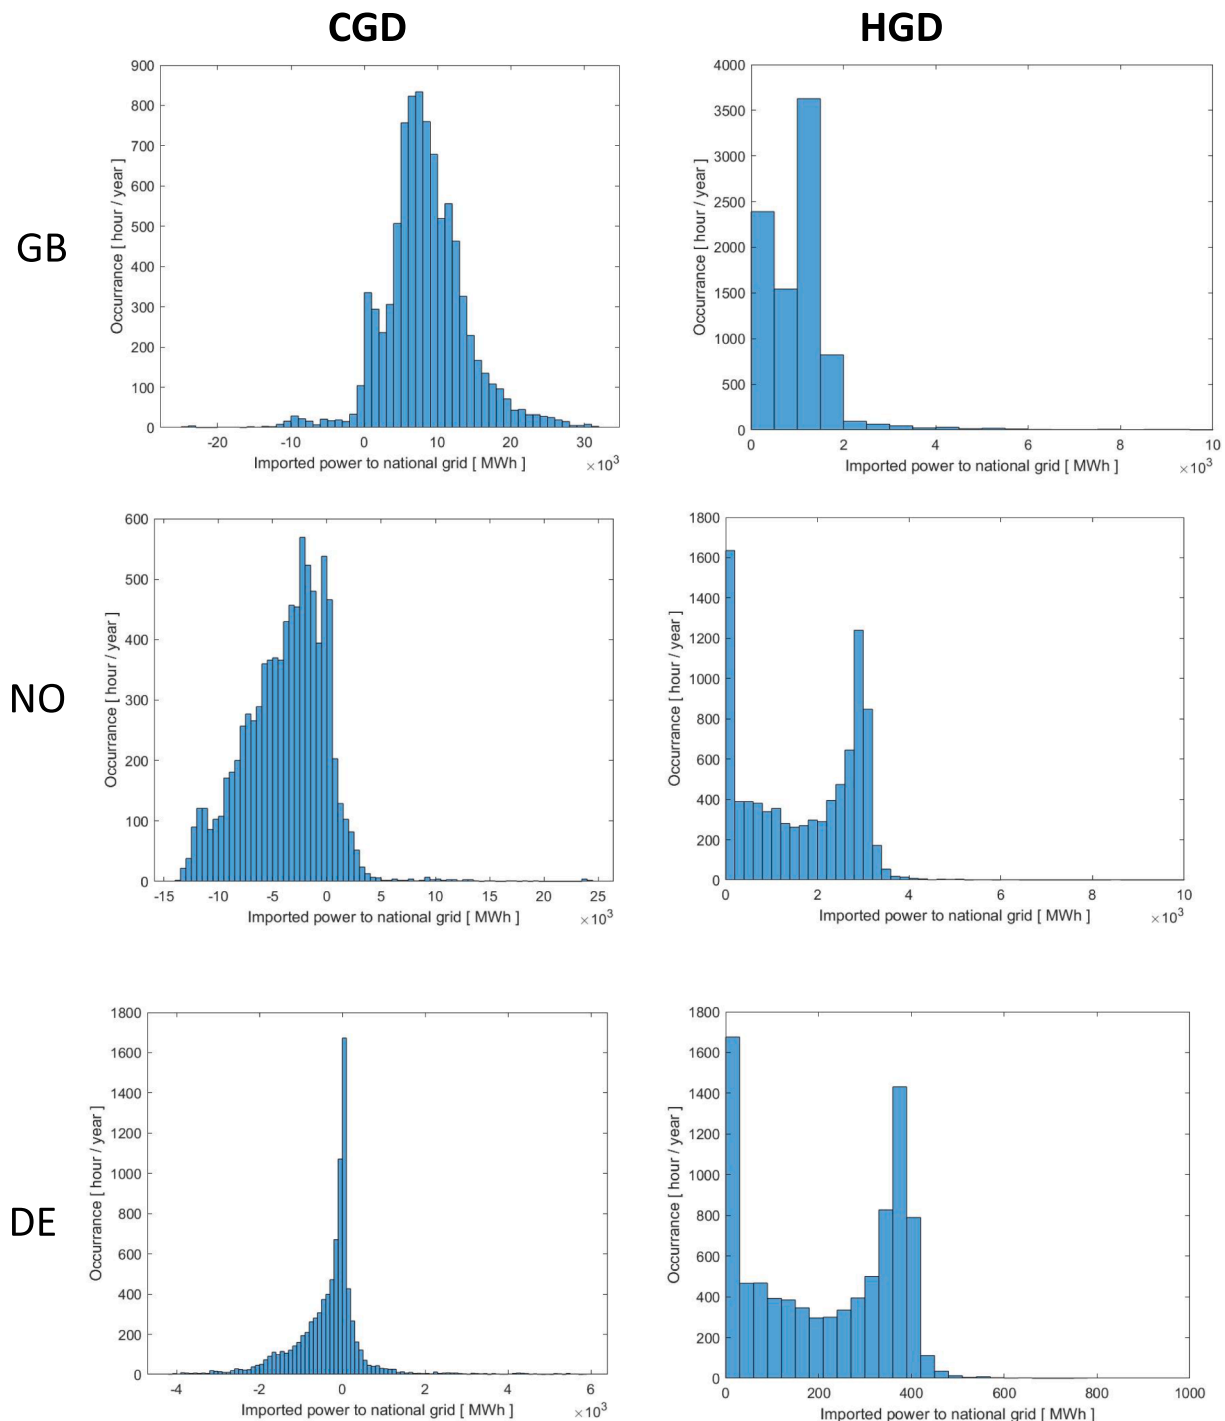 CGD HGD
GB
900
800
700
600
500
400
300
200
100
0
Occurrance [ hour / year ]
-20 -10 0 10 20 30
Imported power to national grid [ MWh ]
×10³
4000
3500
3000
2500
2000
1500
1000
500
0
Occurrance [ hour / year ]
0 2 4 6 8 10
Imported power to national grid [ MWh ]
×10³
NO
600
500
400
300
200
100
0
Occurrance [ hour / year ]
-15 -10 -5 0 5 10 15 20 25
Imported power to national grid [ MWh ]
×10³
1800
1600
1400
1200
1000
800
600
400
200
0
Occurrance [ hour / year ]
0 2 4 6 8 10
Imported power to national grid [ MWh ]
×10³
DE
1800
1600
1400
1200
1000
800
600
400
200
0
Occurrance [ hour / year ]
-4 -2 0 2 4 6
Imported power to national grid [ MWh ]
×10³
1800
1600
1400
1200
1000
800
600
400
200
0
Occurrance [ hour / year ]
0 200 400 600 800 1000
Imported power to national grid [ MWh ]